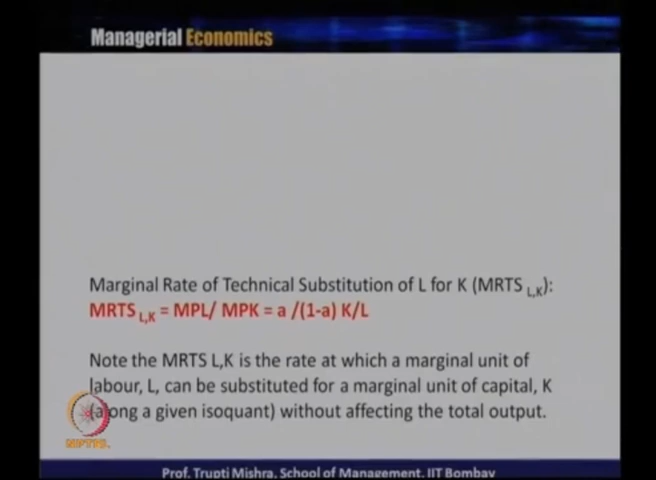 Managerial Economics
Marginal Rate of Technical Substitution of L for K (MRTS L,K):
MRTS L,K = MPL/ MPK = a /(1-a) K/L
Note the MRTS L,K is the rate at which a marginal unit of
labour, L, can be substituted for a marginal unit of capital, K
(along a given isoquant) without affecting the total output.
NPTEL
Prof. Trupti Mishra, School of Management, IIT Bombay